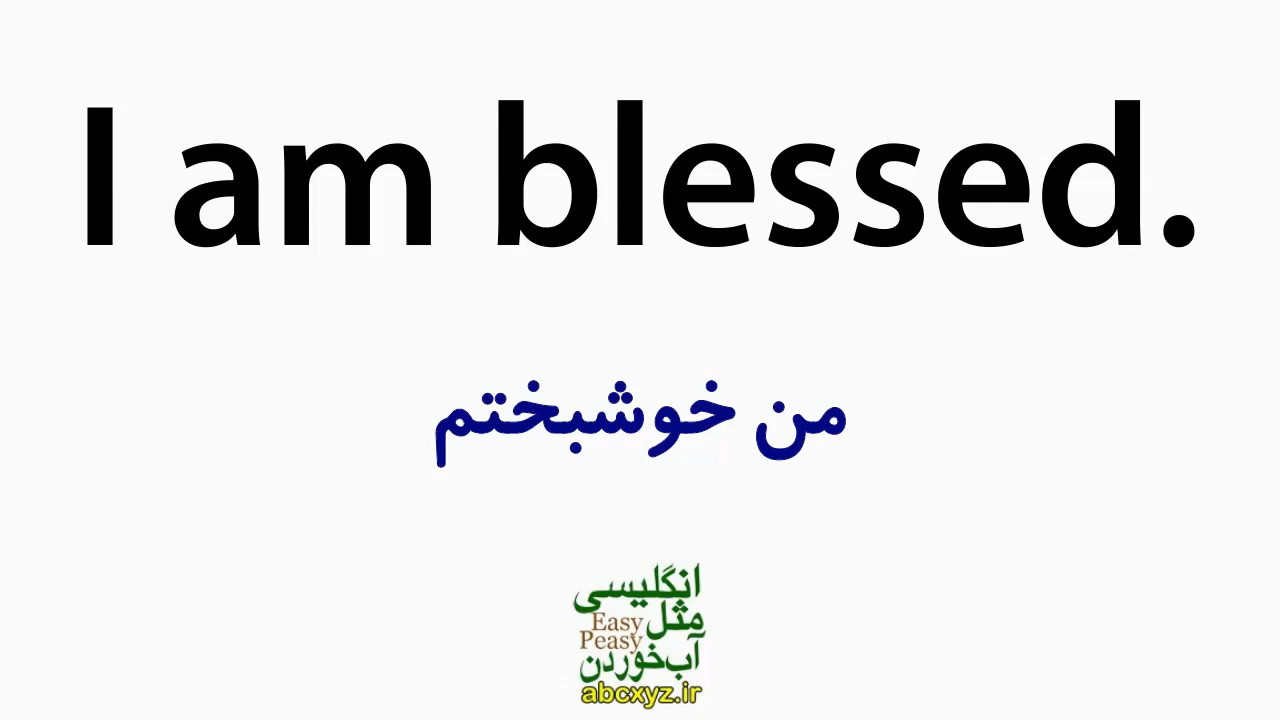 I am blessed.
من خوشبختم
انگلیسی
مثل
Easy
Peasy
آب‌خوردن
abcxyz.ir